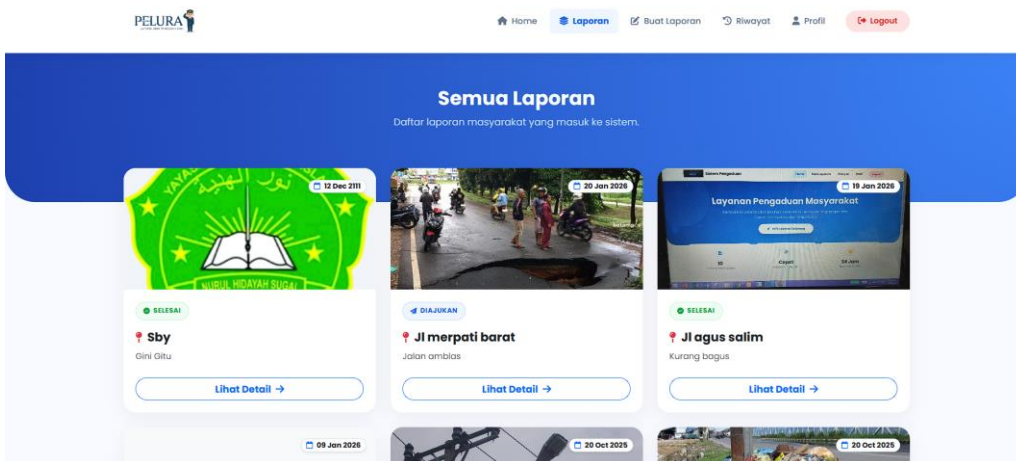 PELURA
Home
Laporan
Buat Laporan
Riwayat
Profil
Logout
Semua Laporan
Daftar laporan masyarakat yang masuk ke sistem.
12 Dec 2111
NURUL HIDAYAH
20 Jan 2026
19 Jan 2026
Layanan Pengaduan Masyarakat
Cepat
SELESAI
Sby
Gini Gitu
Lihat Detail →
DIAJUKAN
Jl merpati barat
Jalan amblas
Lihat Detail →
SELESAI
Jl agus salim
Kurang bagus
Lihat Detail →
09 Jan 2026
20 Oct 2025
20 Oct 2025